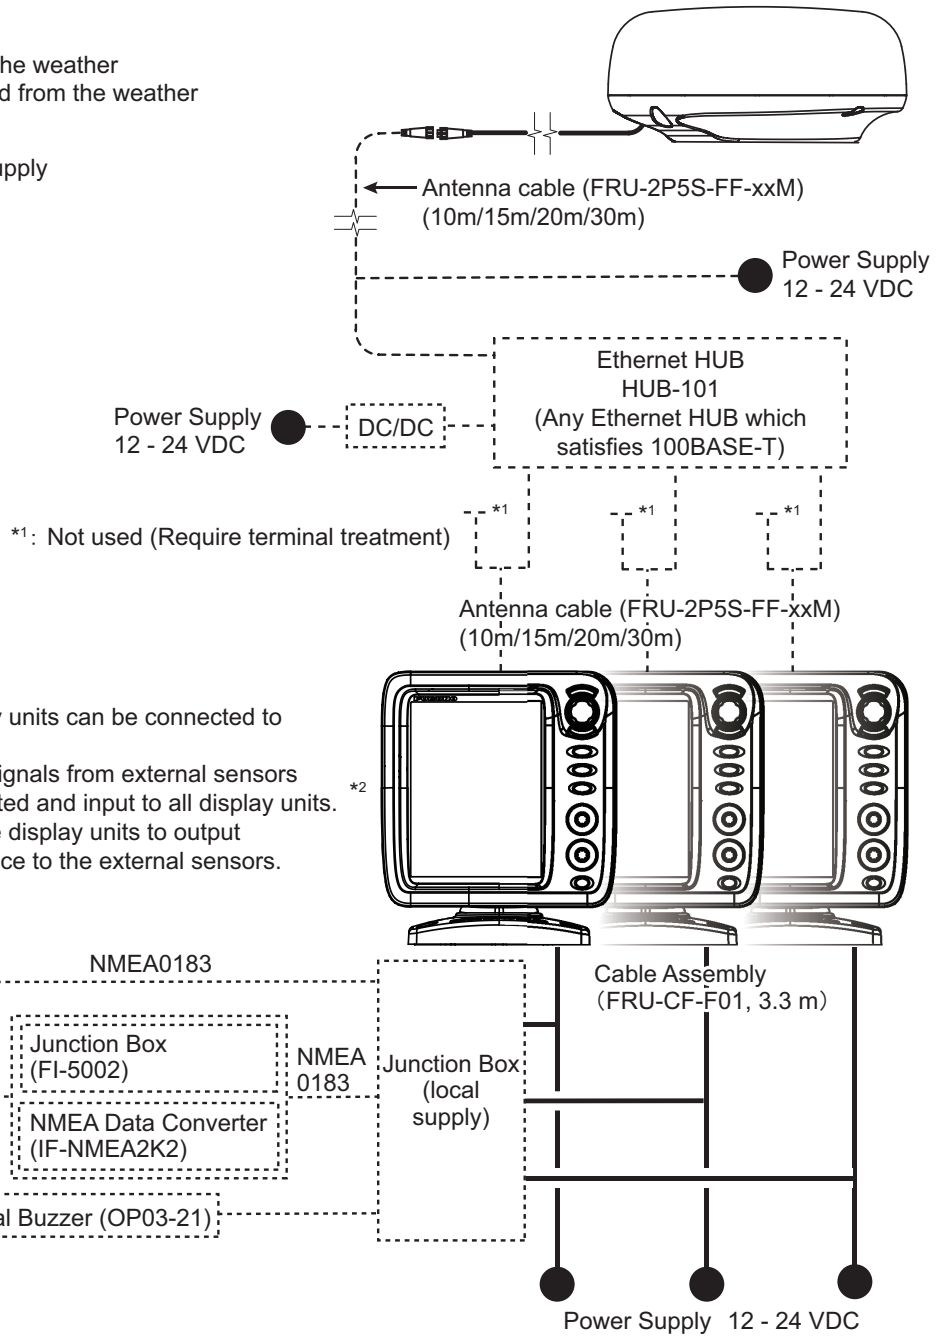 he weather
d from the weather
upply
Antenna cable (FRU-2P5S-FF-xxM)
(10m/15m/20m/30m)
Power Supply
12 - 24 VDC
Ethernet HUB
HUB-101
(Any Ethernet HUB which
satisfies 100BASE-T)
Power Supply
12 - 24 VDC
DC/DC
*1
*1
*1
*1: Not used (Require terminal treatment)
Antenna cable (FRU-2P5S-FF-xxM)
(10m/15m/20m/30m)
y units can be connected to
ignals from external sensors
ted and input to all display units.
e display units to output
ce to the external sensors.
*2
NMEA0183
Cable Assembly
(FRU-CF-F01, 3.3 m)
Junction Box
(FI-5002)
NMEA
0183
Junction Box
(local
supply)
NMEA Data Converter
(IF-NMEA2K2)
al Buzzer (OP03-21)
Power Supply 12 - 24 VDC